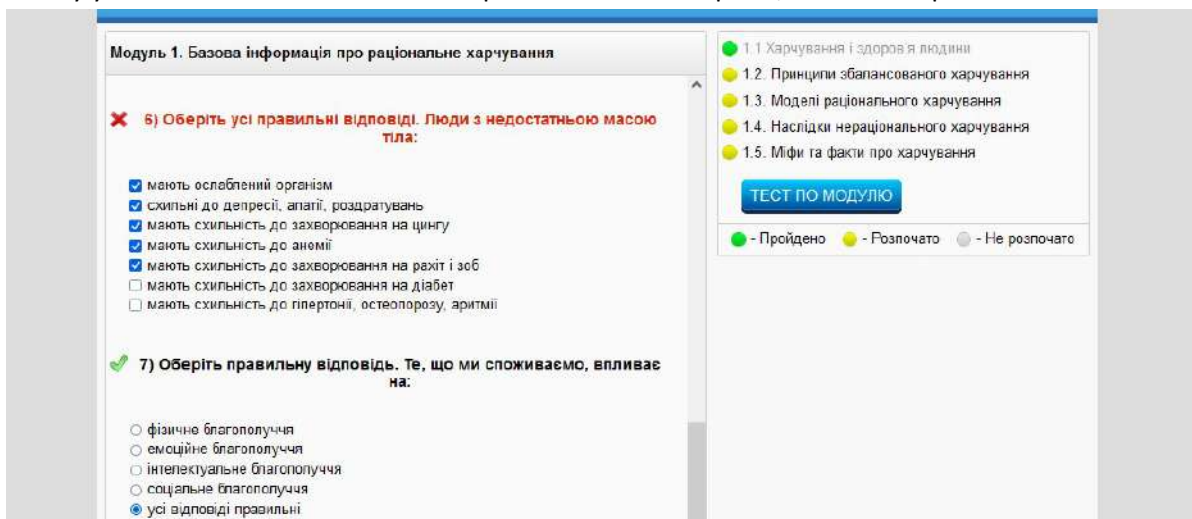 Модуль 1. Базова інформація про раціональне харчування
6) Оберіть усі правильні відповіді. Люди з недостатньою масою
тіла:
мають ослаблений організм
схильні до депресії, апатії, роздратувань
мають схильність до захворювання на цингу
мають схильність до анемії
мають схильність до захворювання на рахіт і зоб
мають схильність до захворювання на діабет
мають схильність до гіпертонії, остеопорозу, аритмії
7) Оберіть правильну відповідь. Те, що ми споживаємо, впливає
на:
фізичне благополуччя
емоційне благополуччя
інтелектуальне благополуччя
соціальне благополуччя
усі відповіді правильні
1.1 Харчування і здоров'я людини
1.2. Принципи збалансованого харчування
1.3. Моделі раціонального харчування
1.4. Наслідки нераціонального харчування
1.5. Міфи та факти про харчування
ТЕСТ ПО МОДУЛЮ
- Пройдено - Розпочато - Не розпочато